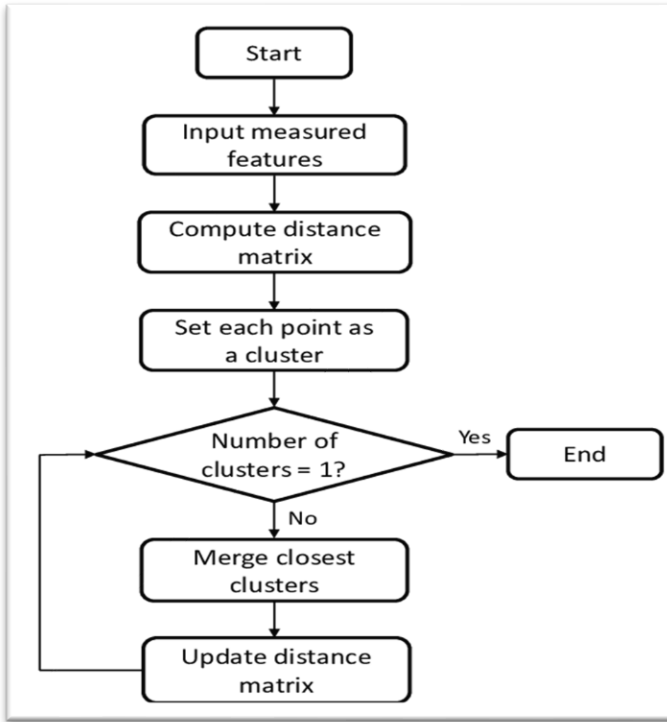 Start
Input measured
features
Compute distance
matrix
Set each point as
a cluster
Number of
clusters = 1?
Yes
End
No
Merge closest
clusters
Update distance
matrix